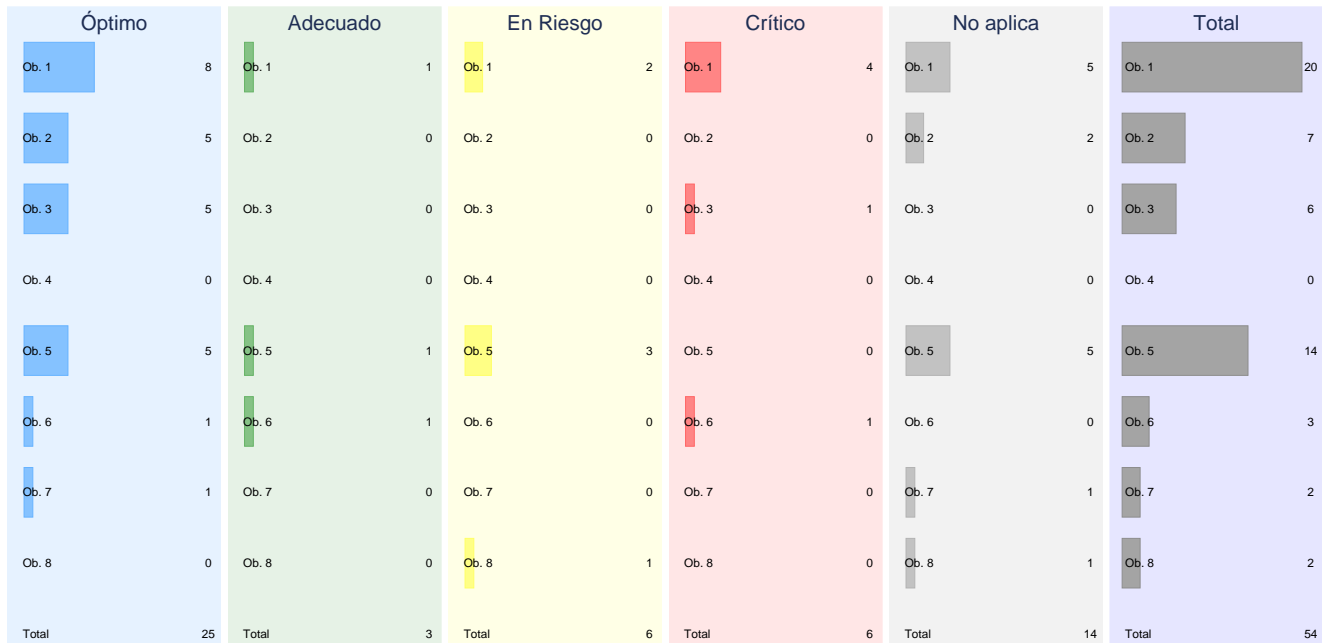 Óptimo Adecuado En Riesgo Crítico No aplica Total
Ob. 1 8 Ob. 1 1 Ob. 1 2 Ob. 1 4 Ob. 1 5 Ob. 1 20
Ob. 2 5 Ob. 2 0 Ob. 2 0 Ob. 2 0 Ob. 2 2 Ob. 2 7
Ob. 3 5 Ob. 3 0 Ob. 3 0 Ob. 3 1 Ob. 3 0 Ob. 3 6
Ob. 4 0 Ob. 4 0 Ob. 4 0 Ob. 4 0 Ob. 4 0 Ob. 4 0
Ob. 5 5 Ob. 5 1 Ob. 5 3 Ob. 5 0 Ob. 5 5 Ob. 5 14
Ob. 6 1 Ob. 6 1 Ob. 6 0 Ob. 6 1 Ob. 6 0 Ob. 6 3
Ob. 7 1 Ob. 7 0 Ob. 7 0 Ob. 7 0 Ob. 7 1 Ob. 7 2
Ob. 8 0 Ob. 8 0 Ob. 8 1 Ob. 8 0 Ob. 8 1 Ob. 8 2
Total 25 Total 3 Total 6 Total 6 Total 14 Total 54